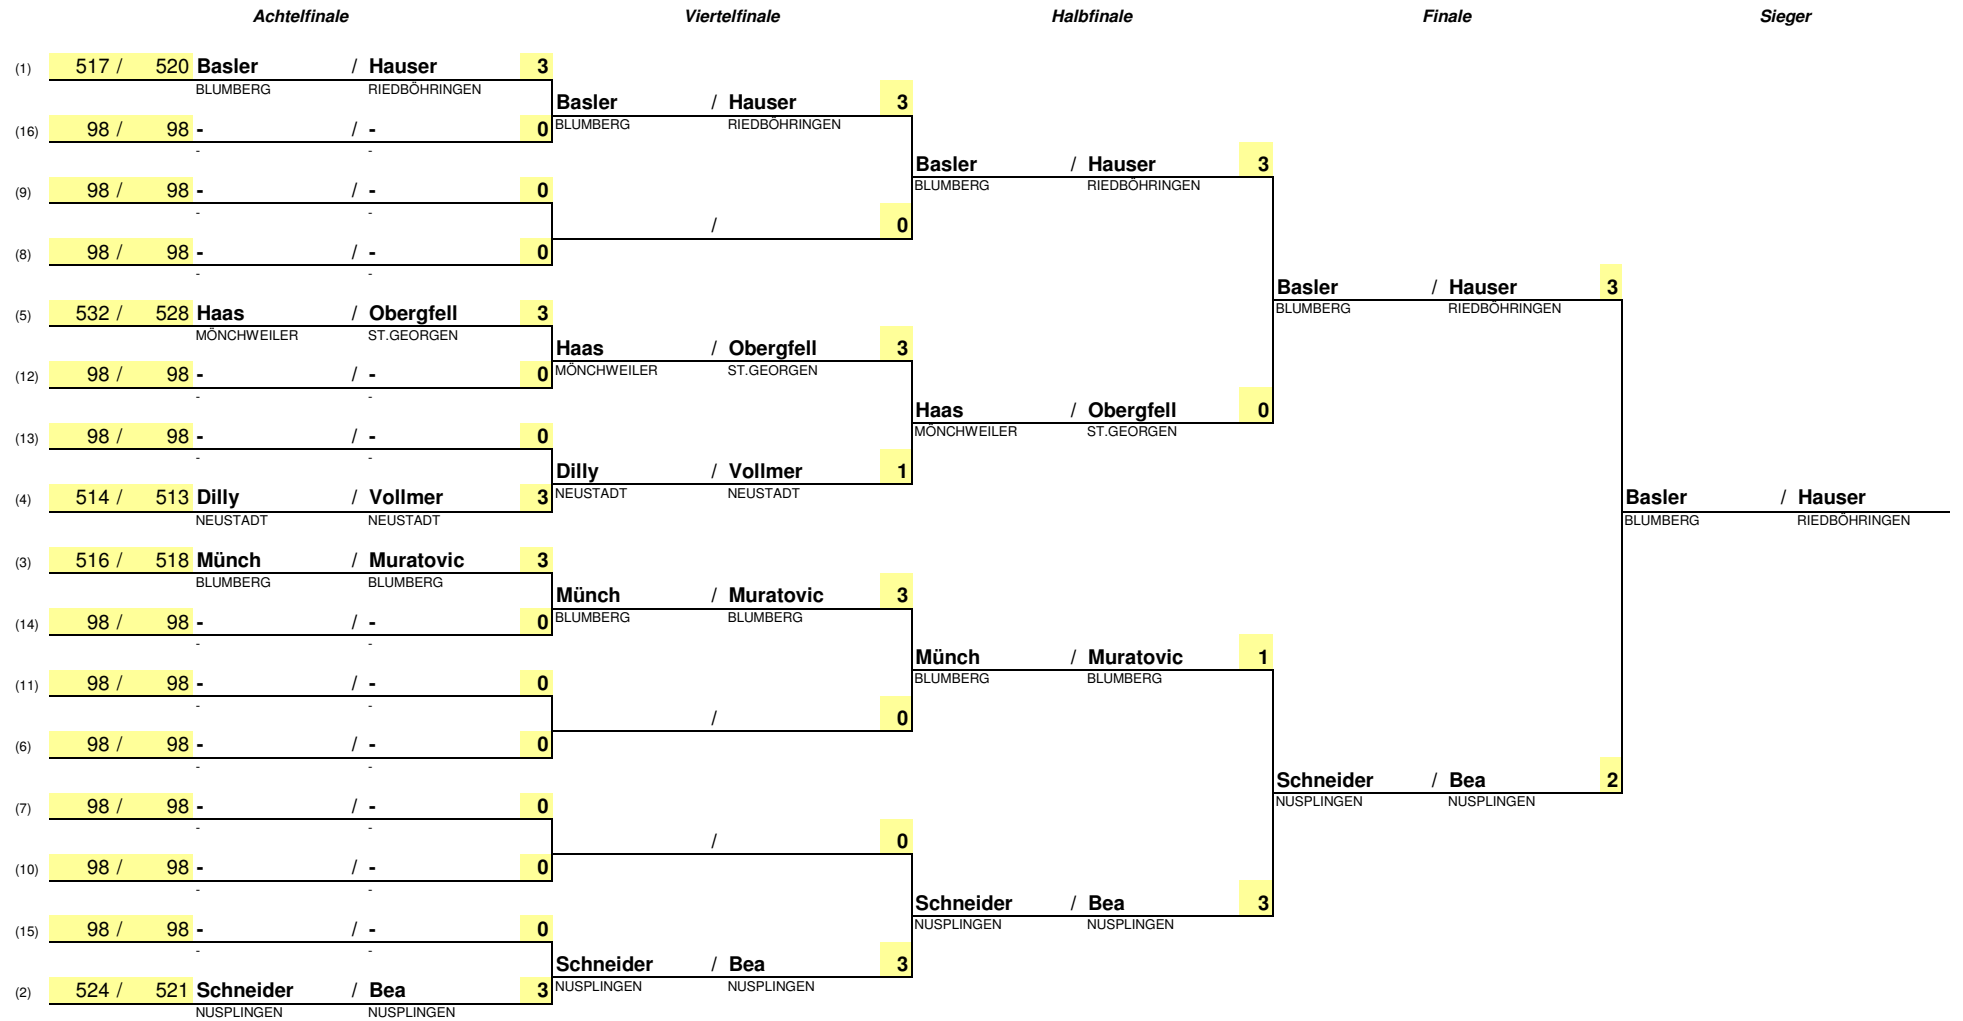 Achtelfinale Viertelfinale Halbfinale Finale Sieger
(1) 517 / 520 Basler / Hauser 3
BLUMBERG RIEDBÖHRINGEN
Basler / Hauser 3
BLUMBERG RIEDBÖHRINGEN
(16) 98 / 98 - / - 0
- -
Basler / Hauser 3
BLUMBERG RIEDBÖHRINGEN
(9) 98 / 98 - / - 0
- -
/ 0
(8) 98 / 98 - / - 0
- -
Basler / Hauser 3
BLUMBERG RIEDBÖHRINGEN
(5) 532 / 528 Haas / Obergfell 3
MÖNCHWEILER ST.GEORGEN
Haas / Obergfell 3
MÖNCHWEILER ST.GEORGEN
(12) 98 / 98 - / - 0
- -
Haas / Obergfell 0
MÖNCHWEILER ST.GEORGEN
(13) 98 / 98 - / - 0
- -
Dilly / Vollmer 1
NEUSTADT NEUSTADT
(4) 514 / 513 Dilly / Vollmer 3
NEUSTADT NEUSTADT
Basler / Hauser
BLUMBERG RIEDBÖHRINGEN
(3) 516 / 518 Münch / Muratovic 3
BLUMBERG BLUMBERG
Münch / Muratovic 3
BLUMBERG BLUMBERG
(14) 98 / 98 - / - 0
- -
Münch / Muratovic 1
BLUMBERG BLUMBERG
(11) 98 / 98 - / - 0
- -
/ 0
(6) 98 / 98 - / - 0
- -
Schneider / Bea 2
NUSPLINGEN NUSPLINGEN
(7) 98 / 98 - / - 0
- -
/ 0
(10) 98 / 98 - / - 0
- -
Schneider / Bea 3
NUSPLINGEN NUSPLINGEN
(15) 98 / 98 - / - 0
- -
Schneider / Bea 3
NUSPLINGEN NUSPLINGEN
(2) 524 / 521 Schneider / Bea 3
NUSPLINGEN NUSPLINGEN